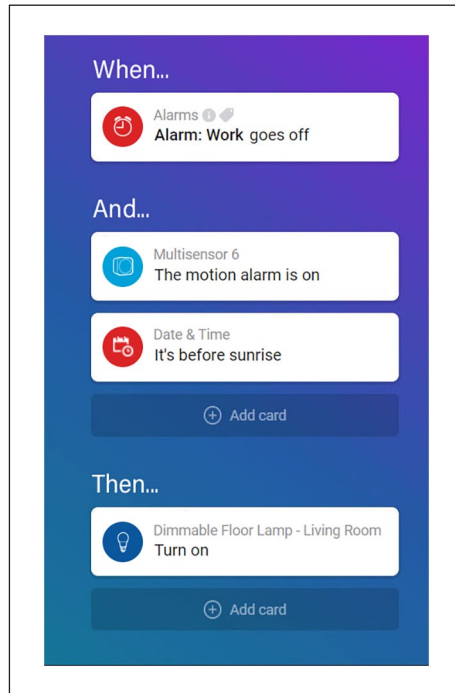 When...
Alarms
Alarm: Work goes off
And...
Multisensor 6
The motion alarm is on
Date & Time
It's before sunrise
Add card
Then...
Dimmable Floor Lamp - Living Room
Turn on
Add card